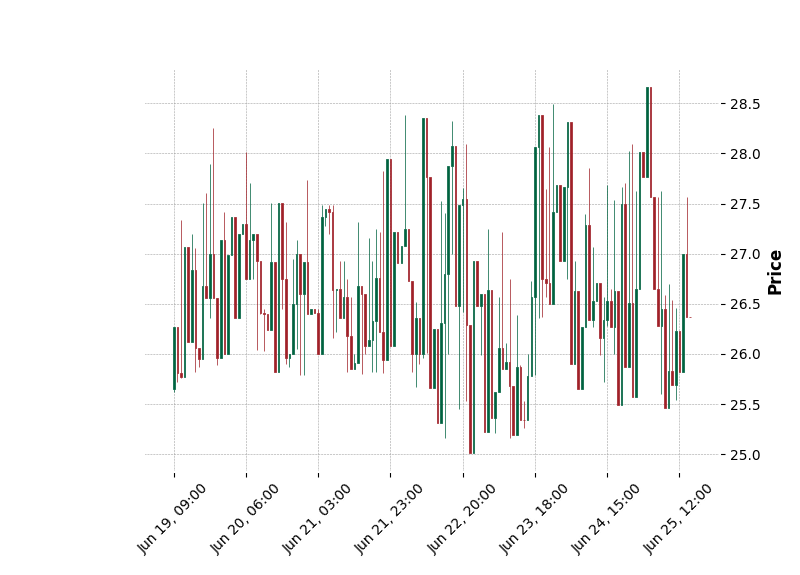 28.5
28.0
27.5
27.0
26.5
26.0
25.5
25.0
Price
Jun 19, 09:00
Jun 20, 06:00
Jun 21, 03:00
Jun 21, 23:00
Jun 22, 20:00
Jun 23, 18:00
Jun 24, 15:00
Jun 25, 12:00